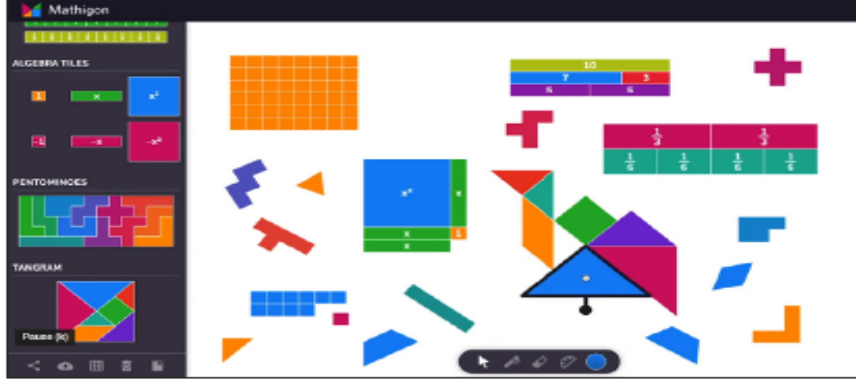 Mathigon
ALGEBRA TILES
1 x x²
-1 -x -x²
PENTOMINOES
TANGRAM
Pause (k)
10
7 3
5 5
1/3 1/3
1/6 1/6 1/6 1/6
x² x
x 1
x